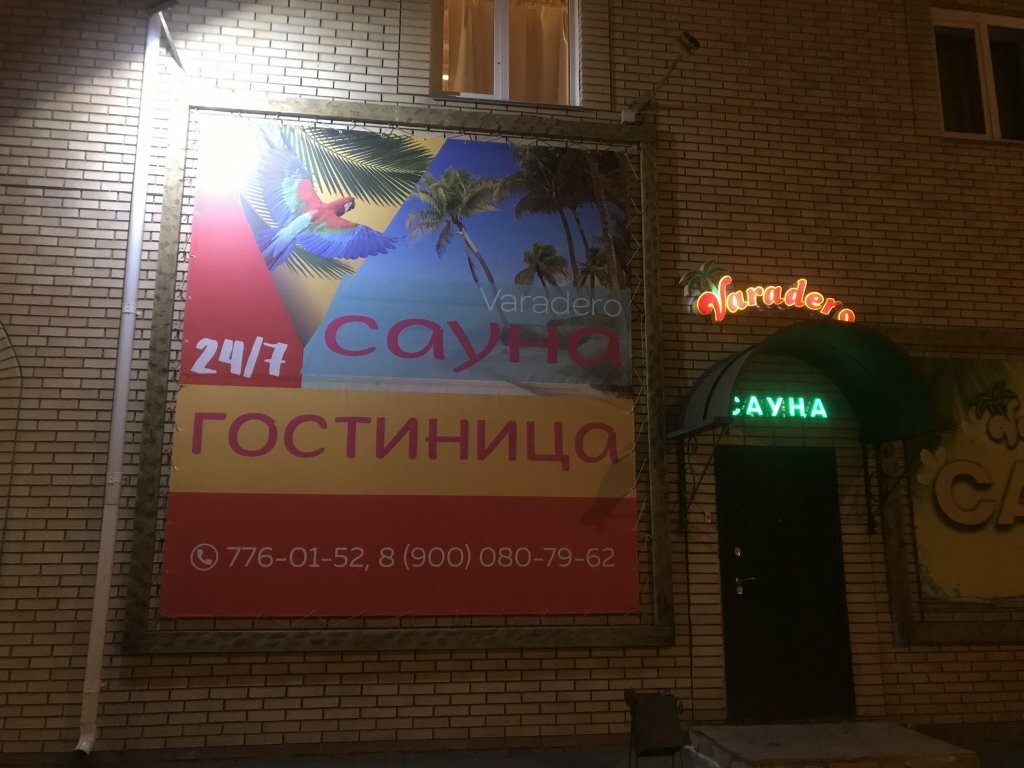 Varadero
сауна
24/7
гостиница
776-01-52, 8 (900) 080-79-62
Varadero
САУНА